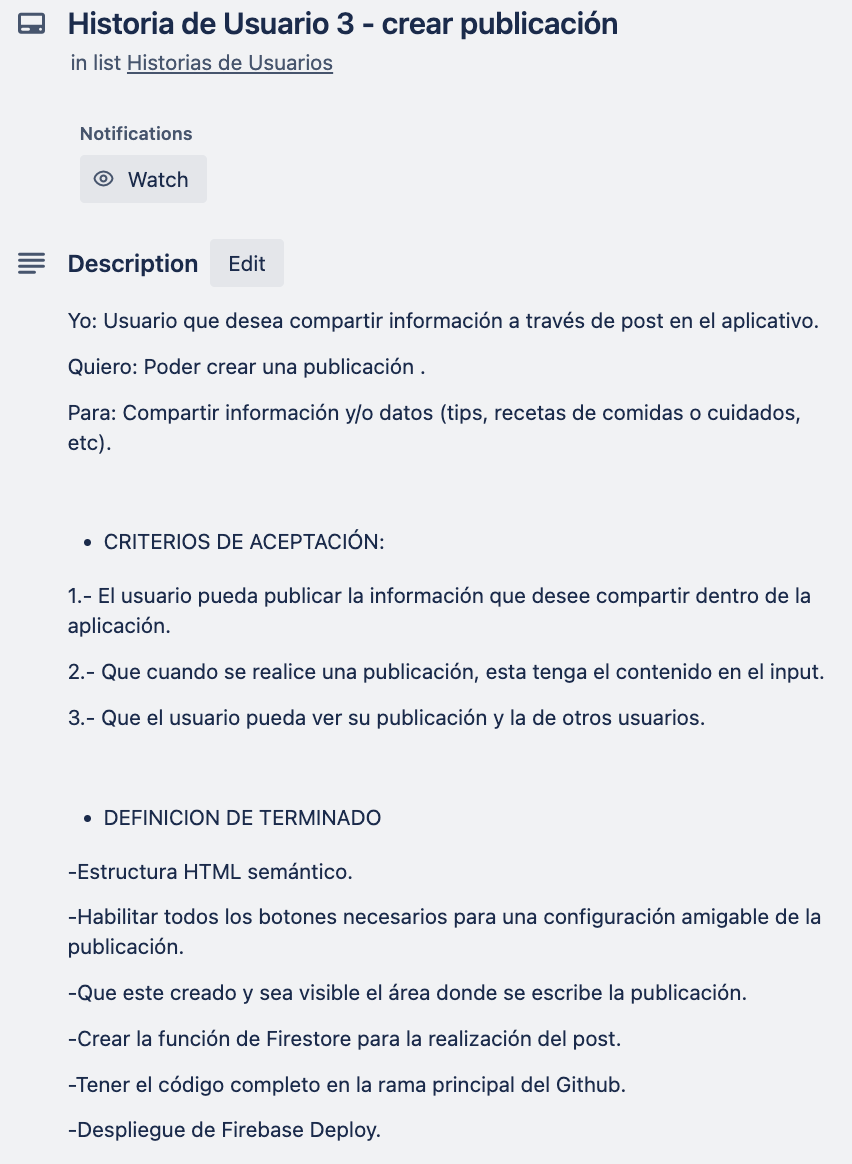 Historia de Usuario 3 - crear publicación
in list Historias de Usuarios
Notifications
Watch
Description Edit
Yo: Usuario que desea compartir información a través de post en el aplicativo.
Quiero: Poder crear una publicación .
Para: Compartir información y/o datos (tips, recetas de comidas o cuidados,
etc).
• CRITERIOS DE ACEPTACIÓN:
1.- El usuario pueda publicar la información que desee compartir dentro de la
aplicación.
2.- Que cuando se realice una publicación, esta tenga el contenido en el input.
3.- Que el usuario pueda ver su publicación y la de otros usuarios.
• DEFINICION DE TERMINADO
-Estructura HTML semántico.
-Habilitar todos los botones necesarios para una configuración amigable de la
publicación.
-Que este creado y sea visible el área donde se escribe la publicación.
-Crear la función de Firestore para la realización del post.
-Tener el código completo en la rama principal del Github.
-Despliegue de Firebase Deploy.